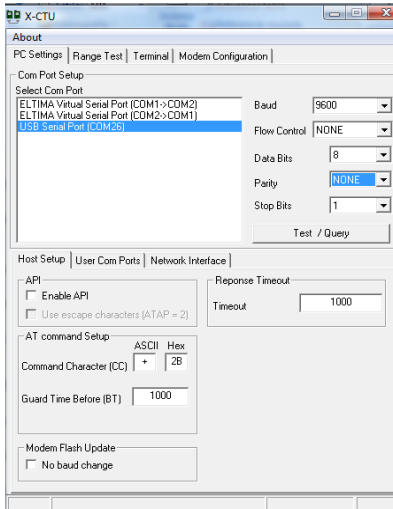 X-CTU
About
PC Settings Range Test Terminal Modem Configuration
Com Port Setup
Select Com Port
ELTIMA Virtual Serial Port (COM1->COM2)
ELTIMA Virtual Serial Port (COM2->COM1)
USB Serial Port (COM26)
Baud 9600
Flow Control NONE
Data Bits 8
Parity NONE
Stop Bits 1
Test / Query
Host Setup User Com Ports Network Interface
API
Enable API
Use escape characters (ATAP = 2)
Reponse Timeout
Timeout 1000
AT command Setup
ASCII Hex
Command Character (CC) + 2B
Guard Time Before (BT) 1000
Modem Flash Update
No baud change